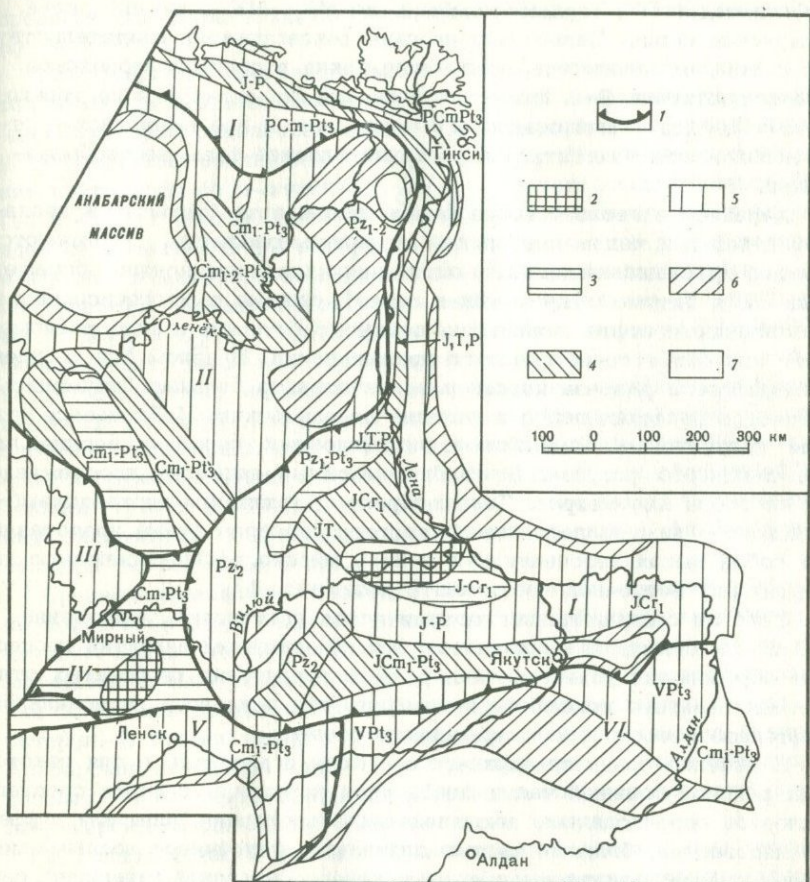 J-P
I
PCm-Pt₃
PCmPt₃
Тикси
1
АНАБАРСКИЙ
МАССИВ
2
5
Pz₁₋₂
Cm₁-Pt₃
Cm₁₋₂-Pt₃
3
6
Оленёк
J,T,P
II
4
7
100 0 100 200 300 км
J,T,P
Pz₁-Pt₃
Cm₁-Pt₃
Cm₁-Pt₃
Лена
JCr₁
JT
III
Pz₂
J-Cr₁
I
JCr₁
Cm-Pt₃
Вилюй
J-P
Мирный
Pz₂
JCm₁-Pt₃
Якутск
IV
VPt₃
V
Ленск
VPt₃
VI
Алдан
Cm₁-Pt₃
Cm₁-Pt₃
Алдан